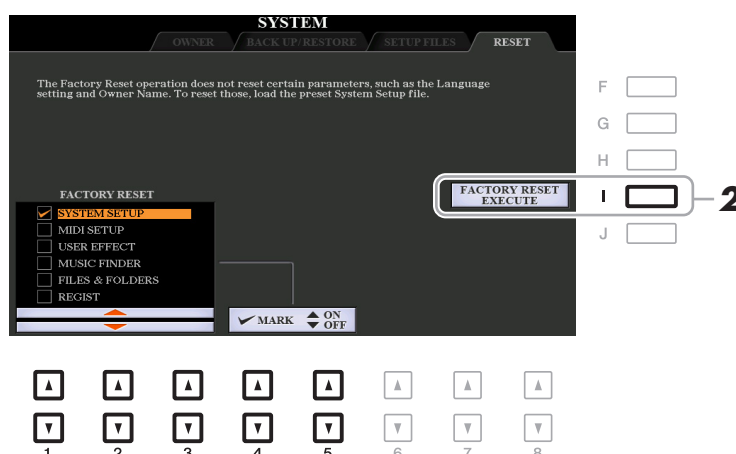 SYSTEM
OWNER BACK UP/RESTORE SETUP FILES RESET
The Factory Reset operation does not reset certain parameters, such as the Language
setting and Owner Name. To reset those, load the preset System Setup file.
F
G
H
FACTORY RESET
EXECUTE
I
2
J
FACTORY RESET
SYSTEM SETUP
MIDI SETUP
USER EFFECT
MUSIC FINDER
FILES & FOLDERS
REGIST
MARK ON
OFF
1 2 3 4 5 6 7 8